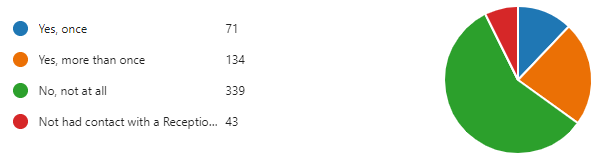 Yes, once 71
Yes, more than once 134
No, not at all 339
Not had contact with a Receptio... 43